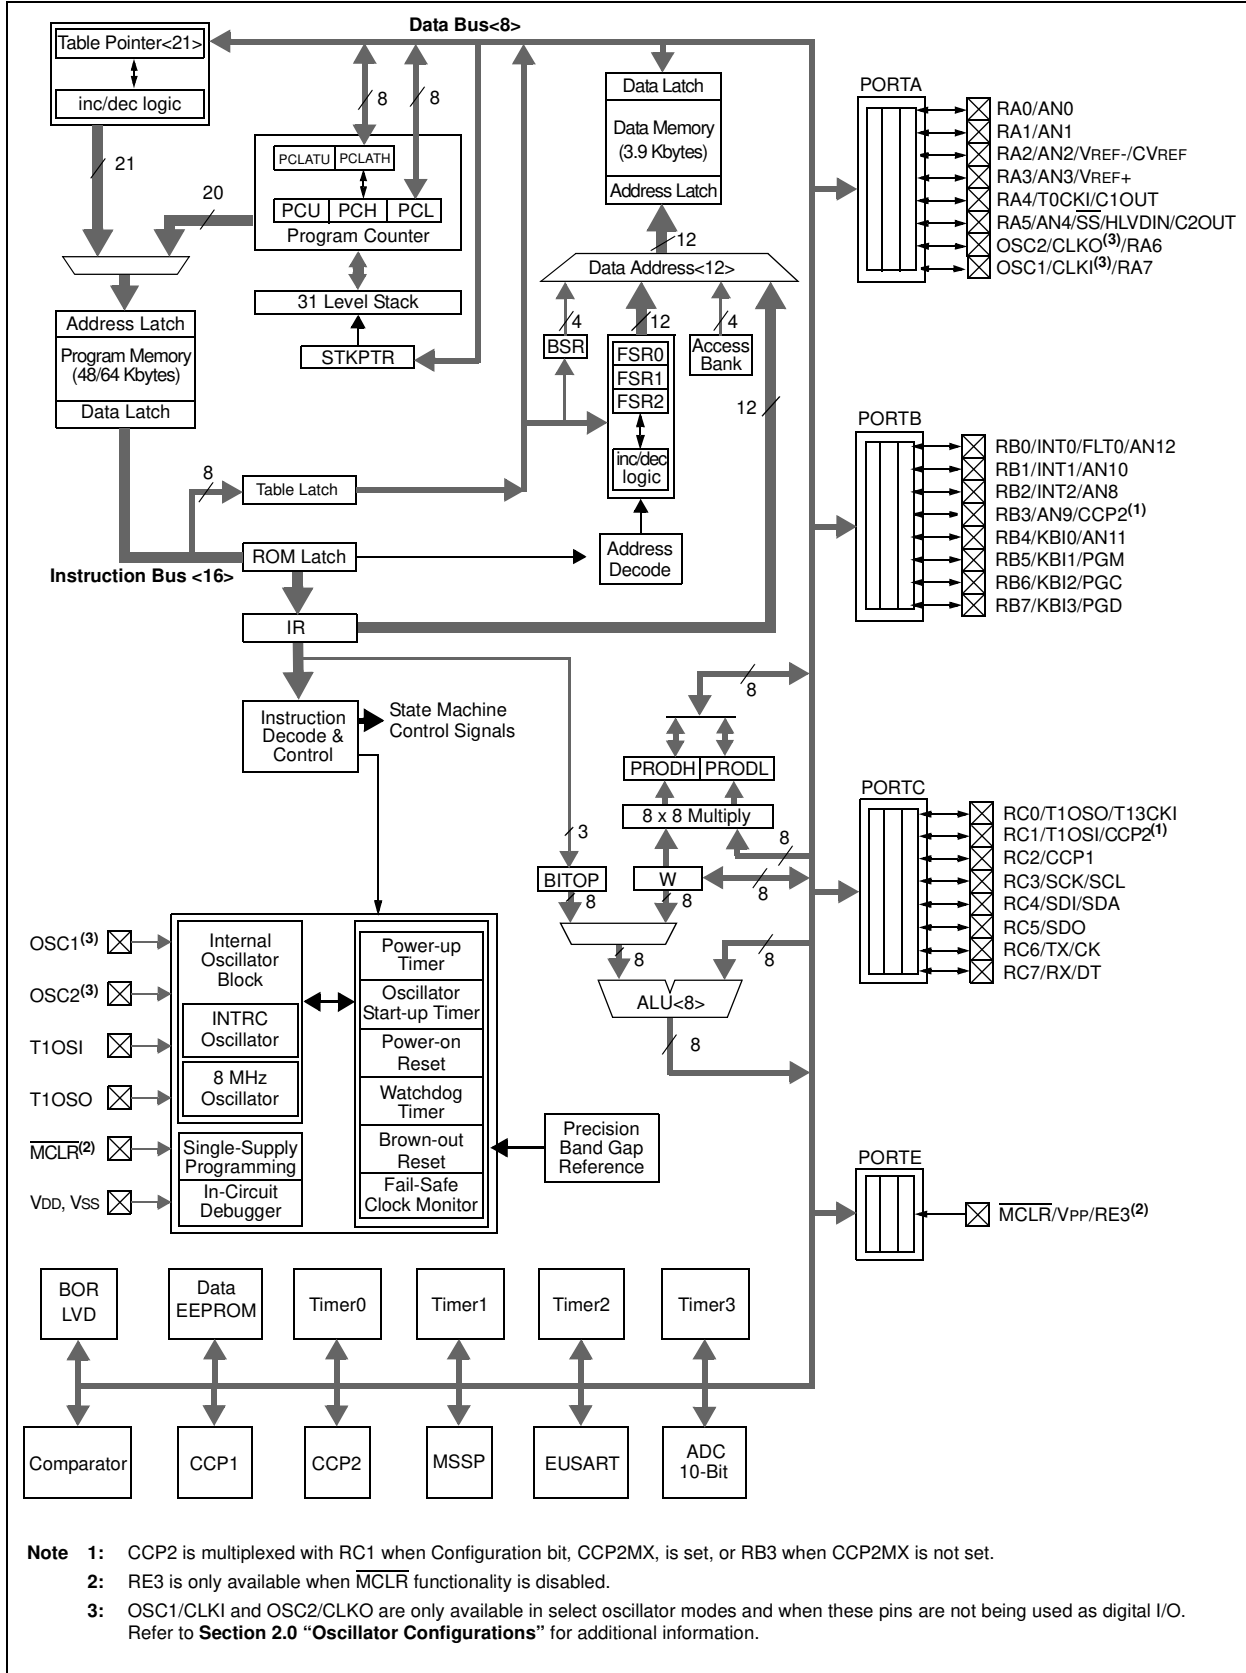 Data Bus<8>
Table Pointer<21>
inc/dec logic
21
20
8
8
PCLATU
PCLATH
PCU
PCH
PCL
Program Counter
31 Level Stack
STKPTR
Address Latch
Program Memory
(48/64 Kbytes)
Data Latch
8
Table Latch
Instruction Bus <16>
ROM Latch
IR
Data Latch
Data Memory
(3.9 Kbytes)
Address Latch
12
Data Address<12>
4
12
4
BSR
FSR0
FSR1
FSR2
inc/dec
logic
Access
Bank
12
Address
Decode
Instruction
Decode &
Control
State Machine
Control Signals
8
PRODH
PRODL
8 x 8 Multiply
3
8
BITOP
W
8
8
8
8
8
ALU<8>
8
OSC1(3)
OSC2(3)
T1OSI
T1OSO
MCLR(2)
VDD, VSS
Internal
Oscillator
Block
INTRC
Oscillator
8 MHz
Oscillator
Single-Supply
Programming
In-Circuit
Debugger
Power-up
Timer
Oscillator
Start-up Timer
Power-on
Reset
Watchdog
Timer
Brown-out
Reset
Fail-Safe
Clock Monitor
Precision
Band Gap
Reference
PORTA
RA0/AN0
RA1/AN1
RA2/AN2/VREF-/CVREF
RA3/AN3/VREF+
RA4/T0CKI/C1OUT
RA5/AN4/SS/HLVDIN/C2OUT
OSC2/CLKO(3)/RA6
OSC1/CLKI(3)/RA7
PORTB
RB0/INT0/FLT0/AN12
RB1/INT1/AN10
RB2/INT2/AN8
RB3/AN9/CCP2(1)
RB4/KBI0/AN11
RB5/KBI1/PGM
RB6/KBI2/PGC
RB7/KBI3/PGD
PORTC
RC0/T1OSO/T13CKI
RC1/T1OSI/CCP2(1)
RC2/CCP1
RC3/SCK/SCL
RC4/SDI/SDA
RC5/SDO
RC6/TX/CK
RC7/RX/DT
PORTE
MCLR/VPP/RE3(2)
BOR
LVD
Data
EEPROM
Timer0
Timer1
Timer2
Timer3
Comparator
CCP1
CCP2
MSSP
EUSART
ADC
10-Bit
Note 1: CCP2 is multiplexed with RC1 when Configuration bit, CCP2MX, is set, or RB3 when CCP2MX is not set.
2: RE3 is only available when MCLR functionality is disabled.
3: OSC1/CLKI and OSC2/CLKO are only available in select oscillator modes and when these pins are not being used as digital I/O.
Refer to Section 2.0 “Oscillator Configurations” for additional information.